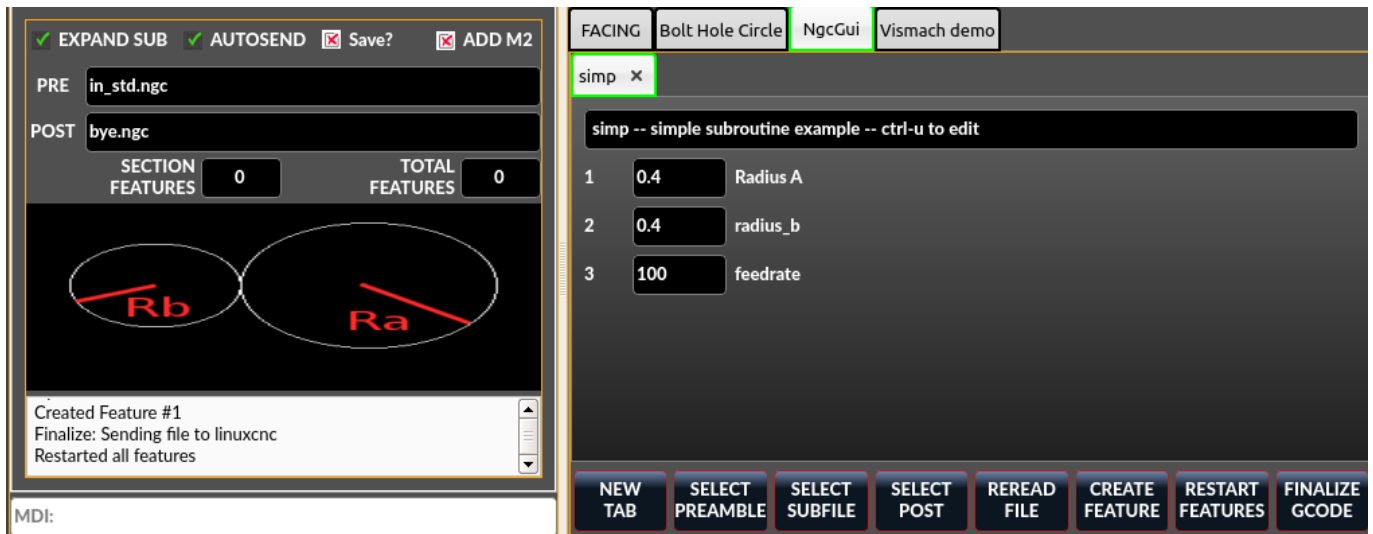 EXPAND SUB AUTOSEND Save? ADD M2
PRE in_std.ngc
POST bye.ngc
SECTION
FEATURES
0
TOTAL
FEATURES
0
Rb
Ra
Created Feature #1
Finalize: Sending file to linuxcnc
Restarted all features
MDI:
FACING Bolt Hole Circle NgcGui Vismach demo
simp ×
simp -- simple subroutine example -- ctrl-u to edit
1 0.4 Radius A
2 0.4 radius_b
3 100 feedrate
NEW
TAB
SELECT
PREAMBLE
SELECT
SUBFILE
SELECT
POST
REREAD
FILE
CREATE
FEATURE
RESTART
FEATURES
FINALIZE
GCODE